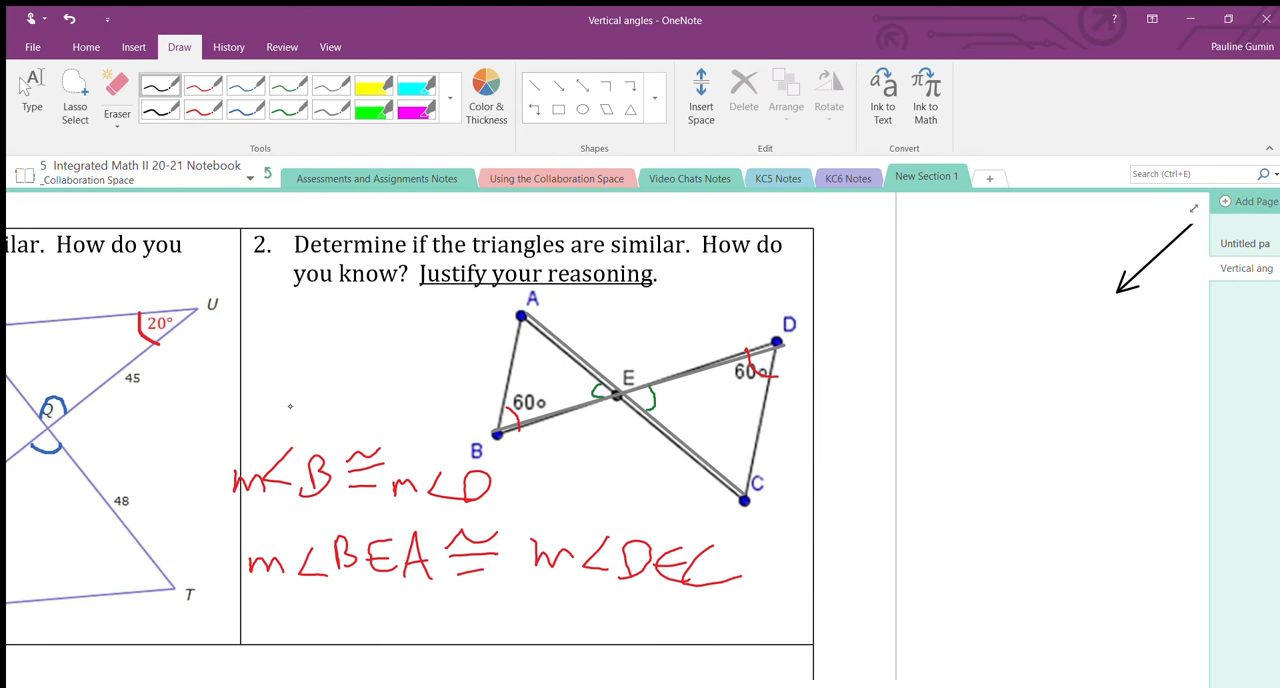 Vertical angles - OneNote
?
File Home Insert Draw History Review View
Pauline Gumin
Type
Lasso Select
Eraser
Color & Thickness
Insert Space
Delete
Arrange
Rotate
Ink to Text
Ink to Math
Tools
Shapes
Edit
Convert
5 Integrated Math II 20-21 Notebook
_Collaboration Space
5
Assessments and Assignments Notes
Using the Collaboration Space
Video Chats Notes
KC5 Notes
KC6 Notes
New Section 1
+
Search (Ctrl+E)
Add Page
Untitled pa
Vertical ang
ilar. How do you
U
20°
45
Q
48
T
2. Determine if the triangles are similar. How do
you know? Justify your reasoning.
A
D
E
60o
60o
B
C
m∠B ≅ m∠D
m∠BEA ≅ m∠DEC